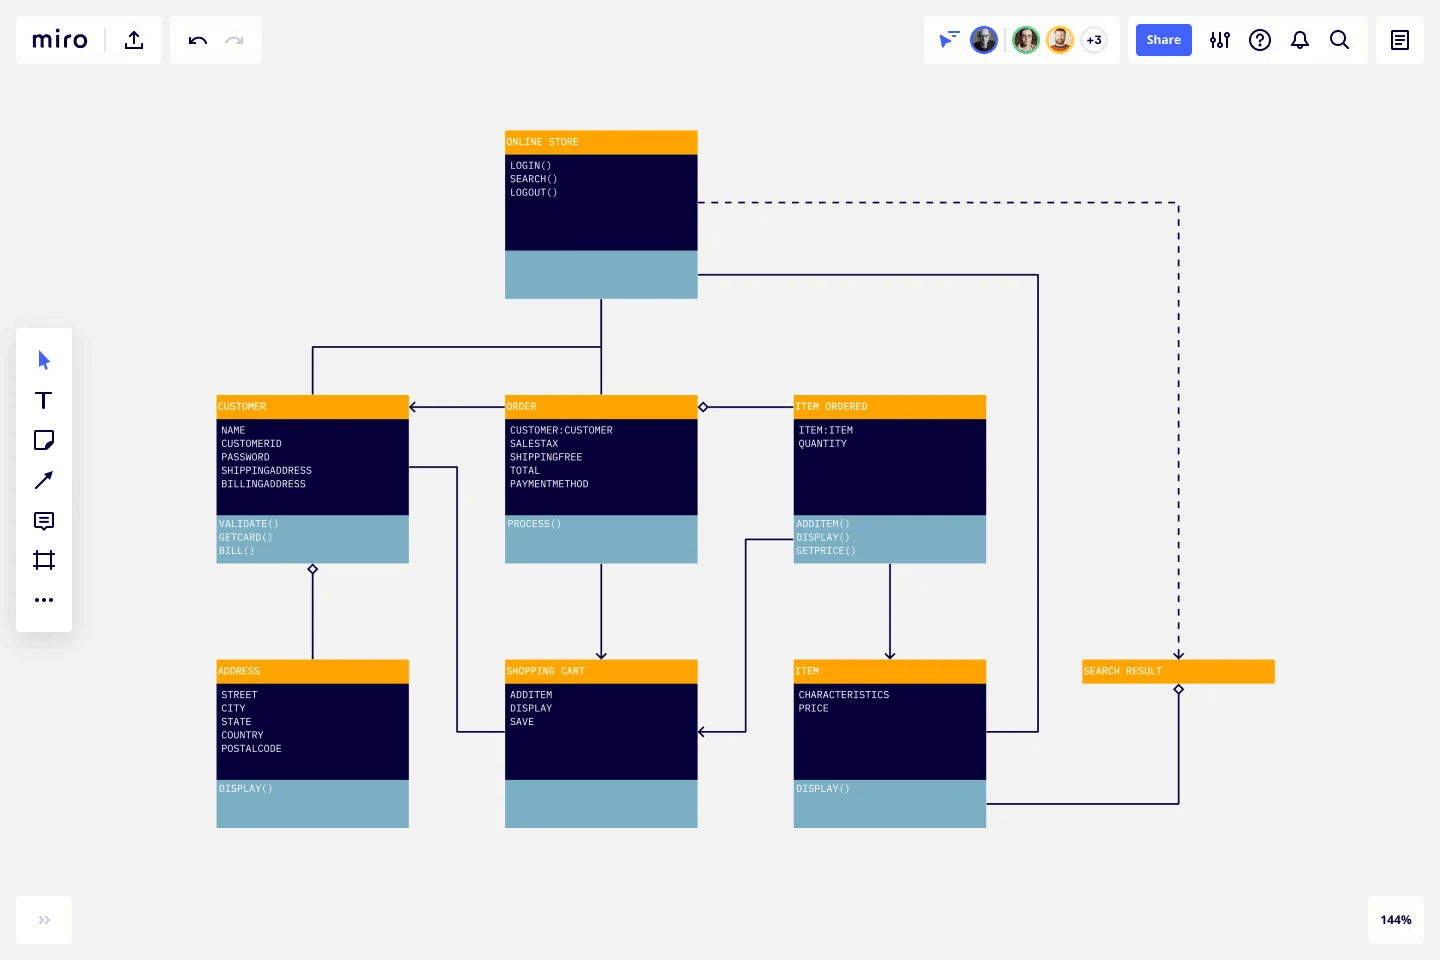 miro
+3
Share
ONLINE STORE
LOGIN()
SEARCH()
LOGOUT()
CUSTOMER
NAME
CUSTOMERID
PASSWORD
SHIPPINGADDRESS
BILLINGADDRESS
VALIDATE()
GETCARD()
BILL()
ORDER
CUSTOMER:CUSTOMER
SALESTAX
SHIPPINGFREE
TOTAL
PAYMENTMETHOD
PROCESS()
ITEM ORDERED
ITEM:ITEM
QUANTITY
ADDITEM()
DISPLAY()
GETPRICE()
ADDRESS
STREET
CITY
STATE
COUNTRY
POSTALCODE
DISPLAY()
SHOPPING CART
ADDITEM
DISPLAY
SAVE
ITEM
CHARACTERISTICS
PRICE
DISPLAY()
SEARCH RESULT
144%